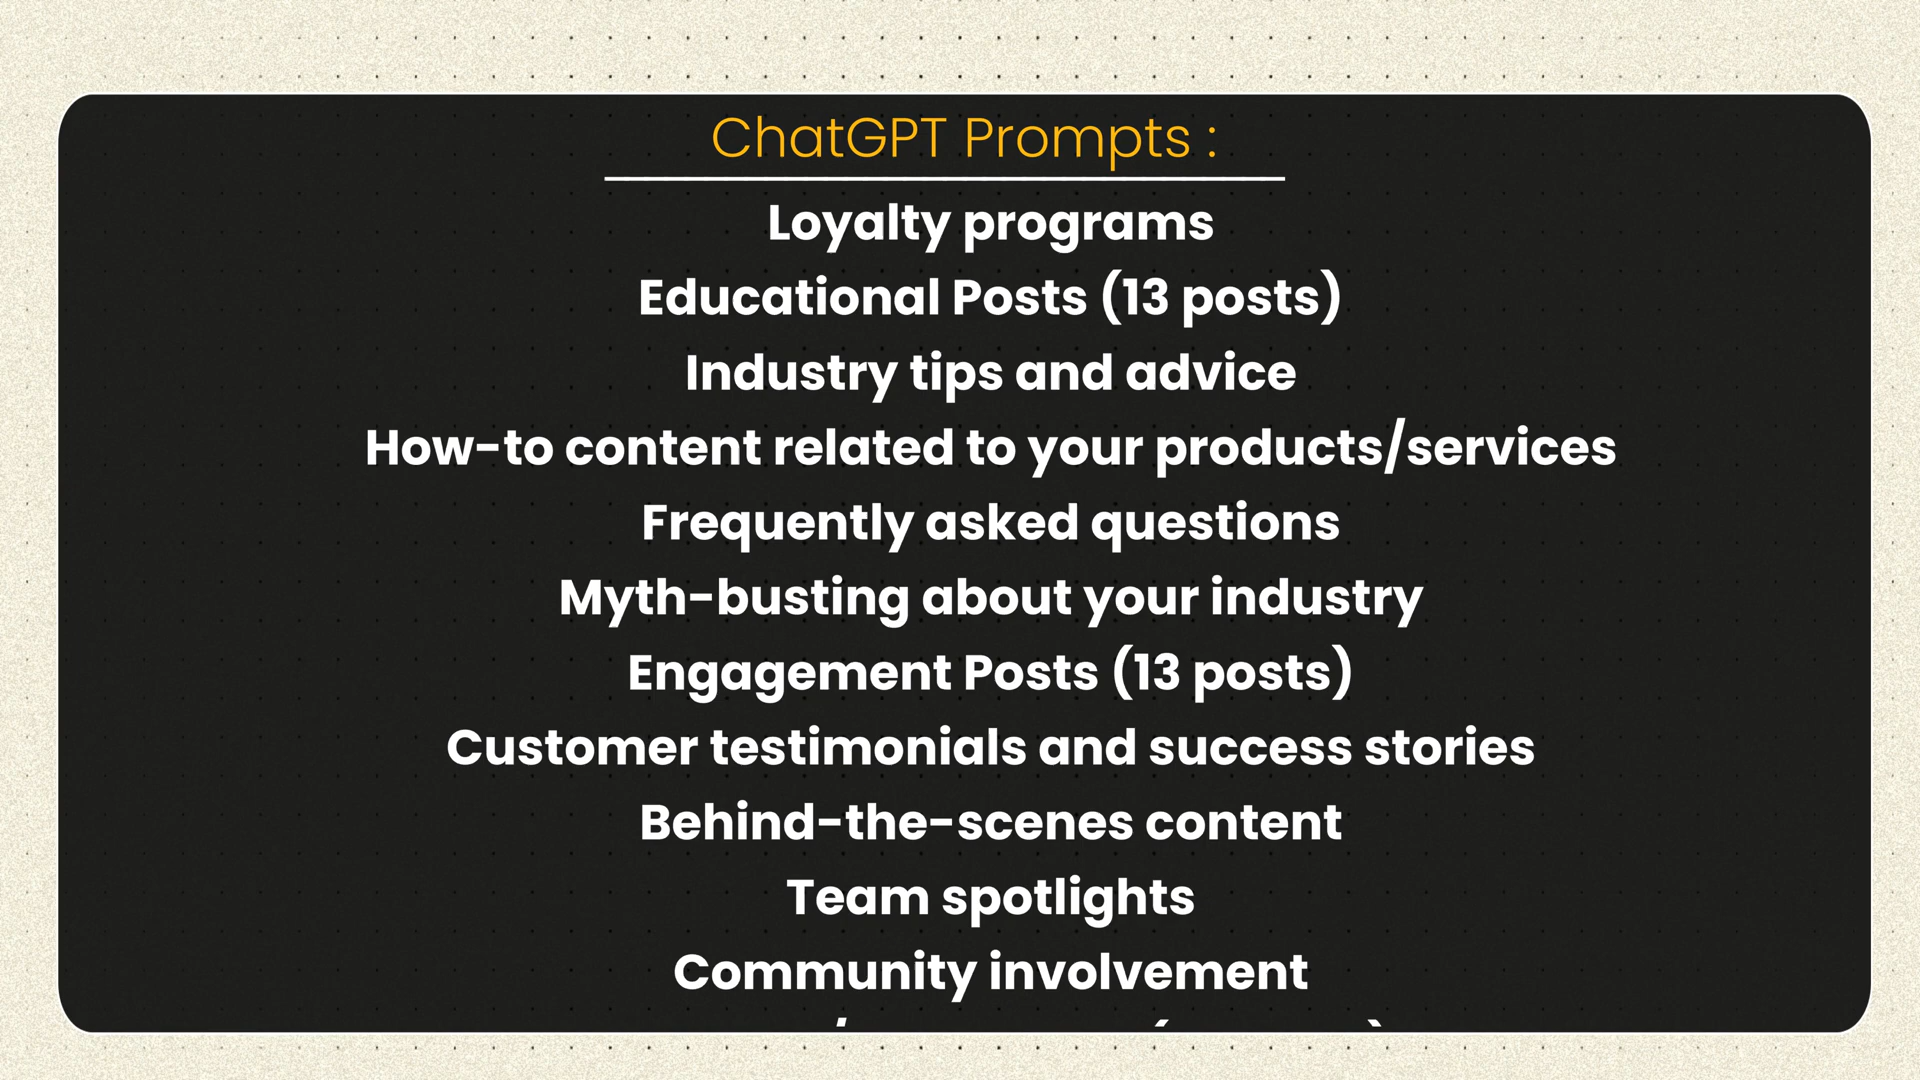 ChatGPT Prompts :
Loyalty programs
Educational Posts (13 posts)
Industry tips and advice
How-to content related to your products/services
Frequently asked questions
Myth-busting about your industry
Engagement Posts (13 posts)
Customer testimonials and success stories
Behind-the-scenes content
Team spotlights
Community involvement